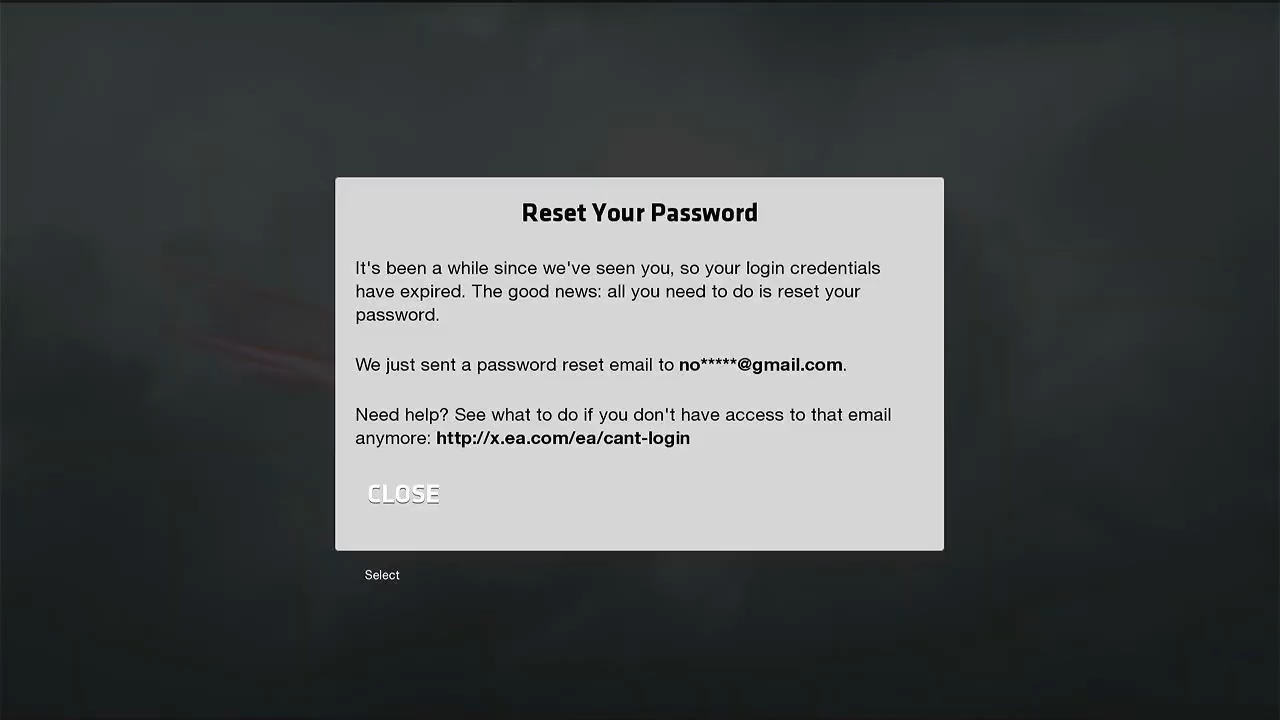 Reset Your Password
It's been a while since we've seen you, so your login credentials
have expired. The good news: all you need to do is reset your
password.
We just sent a password reset email to no*****@gmail.com.
Need help? See what to do if you don't have access to that email
anymore: http://x.ea.com/ea/cant-login
CLOSE
Select